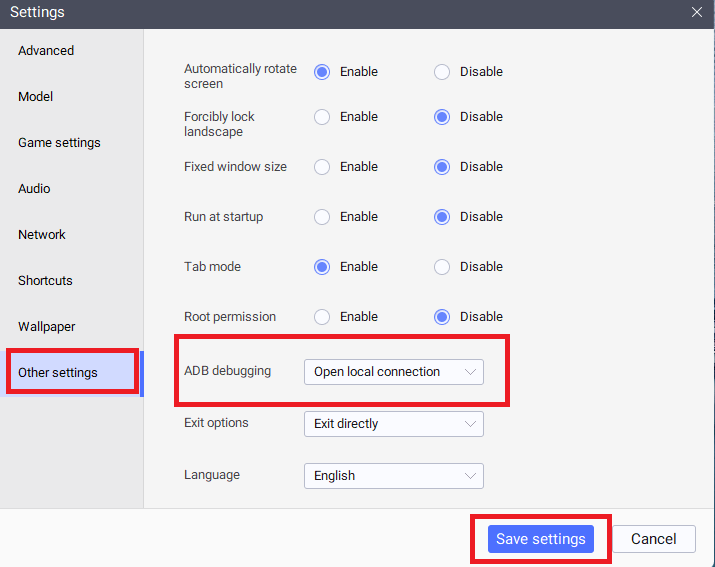 Settings
Advanced
Model
Game settings
Audio
Network
Shortcuts
Wallpaper
Other settings
Automatically rotate
screen
Enable
Disable
Forcibly lock
landscape
Enable
Disable
Fixed window size
Enable
Disable
Run at startup
Enable
Disable
Tab mode
Enable
Disable
Root permission
Enable
Disable
ADB debugging
Open local connection
Exit options
Exit directly
Language
English
Save settings
Cancel